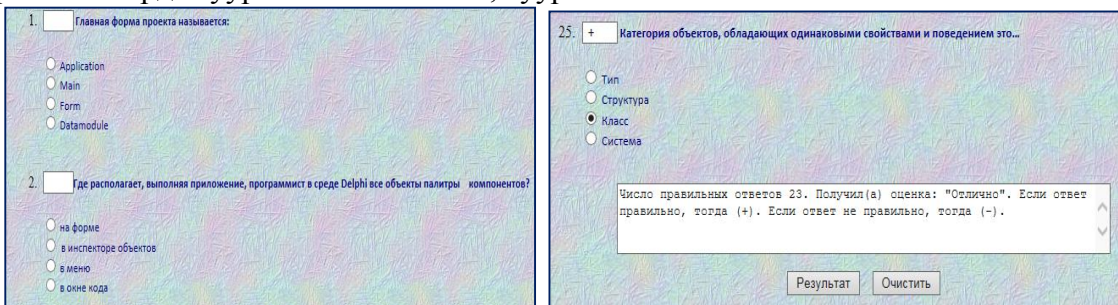 1. Главная форма проекта называется:
Application
Main
Form
Datamodule
2. Где располагает, выполняя приложение, программист в среде Delphi все объекты палитры компонентов?
на форме
в инспекторе объектов
в меню
в окне кода
25. + Категория объектов, обладающих одинаковыми свойствами и поведением это...
Тип
Структура
Класс
Система
Число правильных ответов 23. Получил(а) оценка: "Отлично". Если ответ
правильно, тогда (+). Если ответ не правильно, тогда (-).
Результат Очистить